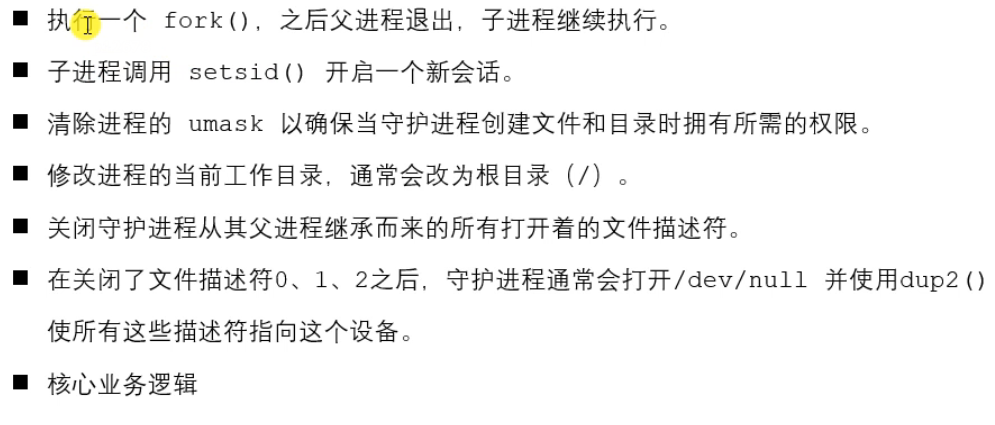 ■ 执行一个 fork(), 之后父进程退出, 子进程继续执行。
■ 子进程调用 setsid() 开启一个新会话。
■ 清除进程的 umask 以确保当守护进程创建文件和目录时拥有所需的权限。
■ 修改进程的当前工作目录, 通常会改为根目录 (/) 。
■ 关闭守护进程从其父进程继承而来的所有打开着的文件描述符。
■ 在关闭了文件描述符0、1、2之后, 守护进程通常会打开/dev/null 并使用dup2()
使所有这些描述符指向这个设备。
■ 核心业务逻辑